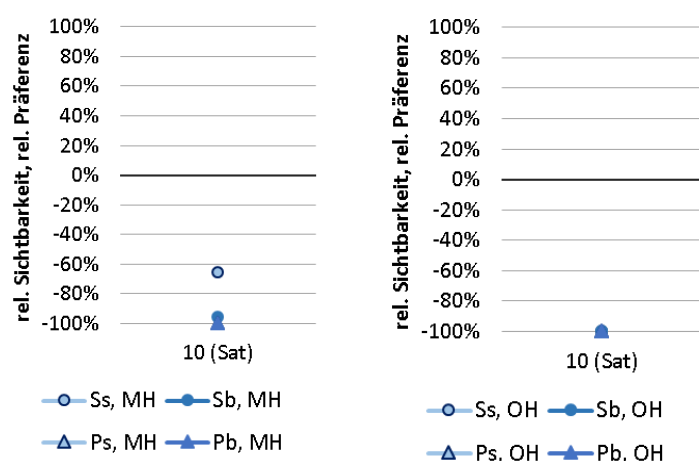 rel. Sichtbarkeit, rel. Präferenz
100%
80%
60%
40%
20%
0%
-20%
-40%
-60%
-80%
-100%
10 (Sat)
Ss, MH
Sb, MH
Ps, MH
Pb, MH
rel. Sichtbarkeit, rel. Präferenz
100%
80%
60%
40%
20%
0%
-20%
-40%
-60%
-80%
-100%
10 (Sat)
Ss, OH
Sb, OH
Ps, OH
Pb, OH